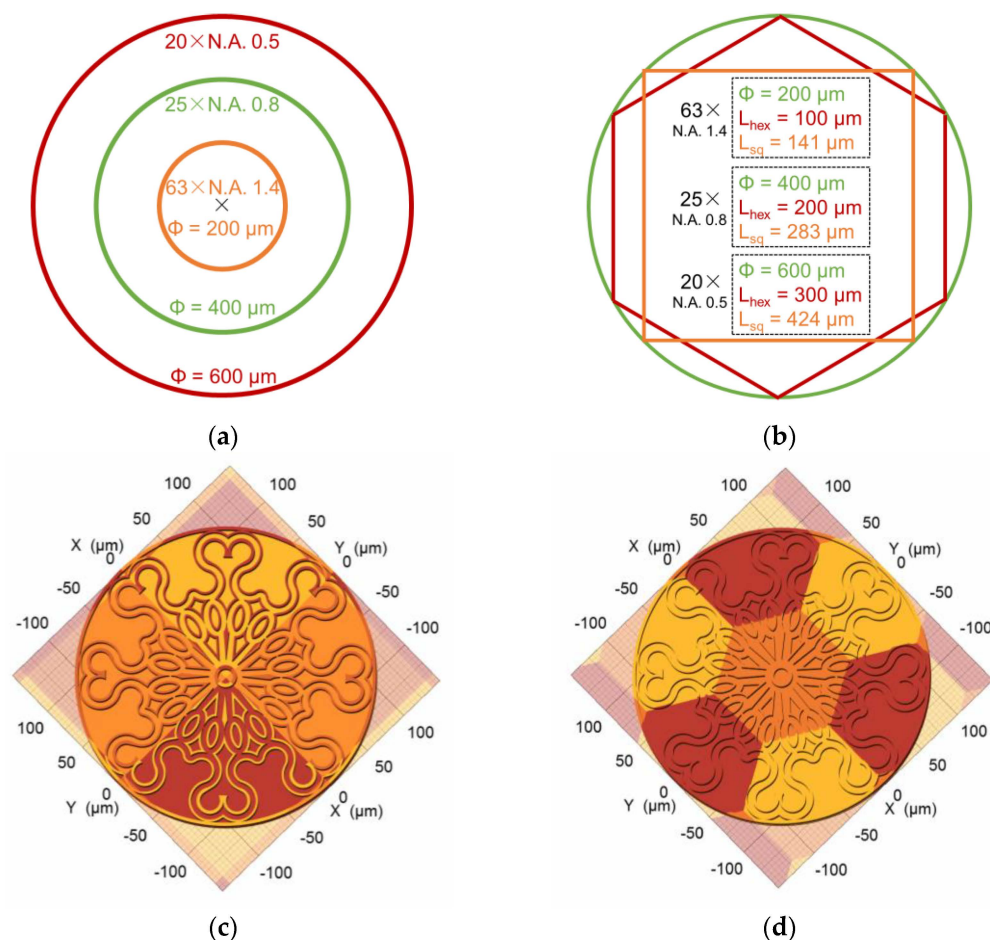 20×N.A. 0.5
25×N.A. 0.8
63×N.A. 1.4
×
Φ = 200 µm
Φ = 400 µm
Φ = 600 µm
(a)
63×
N.A. 1.4
Φ = 200 µm
Lhex = 100 µm
Lsq = 141 µm
25×
N.A. 0.8
Φ = 400 µm
Lhex = 200 µm
Lsq = 283 µm
20×
N.A. 0.5
Φ = 600 µm
Lhex = 300 µm
Lsq = 424 µm
(b)
100
50
X (µm)
0
-50
-100
100
50
Y (µm)
0
-50
-100
100
50
Y (µm)
0
-50
-100
100
50
X (µm)
0
-50
-100
(c)
100
50
X (µm)
0
-50
-100
100
50
Y (µm)
0
-50
-100
100
50
Y (µm)
0
-50
-100
100
50
X (µm)
0
-50
-100
(d)